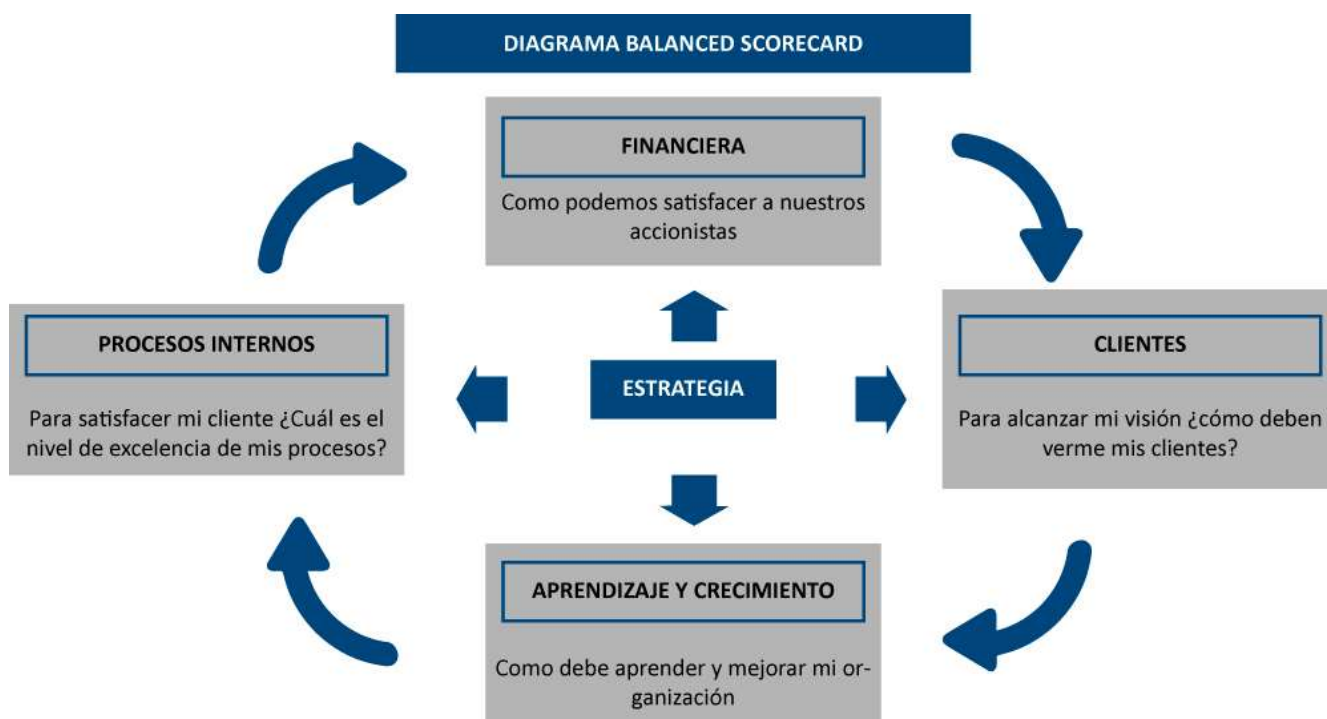 DIAGRAMA BALANCED SCORECARD
FINANCIERA
Como podemos satisfacer a nuestros
accionistas
PROCESOS INTERNOS
Para satisfacer mi cliente ¿Cuál es el
nivel de excelencia de mis procesos?
ESTRATEGIA
CLIENTES
Para alcanzar mi visión ¿cómo deben
verme mis clientes?
APRENDIZAJE Y CRECIMIENTO
Como debe aprender y mejorar mi or-
ganización